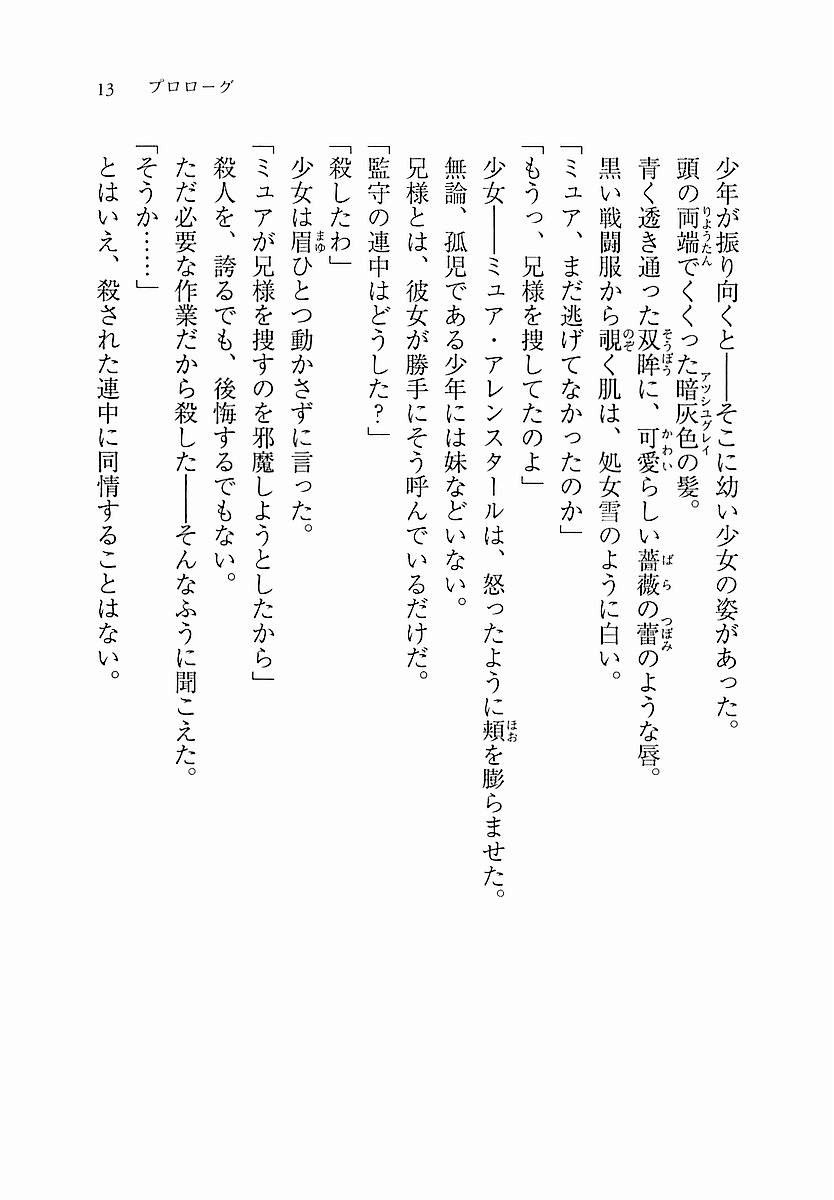 13 プロローグ
少年が振り向くと――そこに幼い少女の姿があった。
頭の両端でくくった暗灰色の髪。
青く透き通った双眸に、可愛らしい薔薇の蕾のような唇。
黒い戦闘服から覗く肌は、処女雪のように白い。
「ミュア、まだ逃げてなかったのか」
「もうっ、兄様を捜してたのよ」
少女――ミュア・アレンスタールは、怒ったように頬を膨らませた。
無論、孤児である少年には妹などいない。
兄様とは、彼女が勝手にそう呼んでいるだけだ。
「監守の連中はどうした？」
「殺したわ」
少女は眉ひとつ動かさずに言った。
「ミュアが兄様を捜すのを邪魔しようとしたから」
殺人を、誇るでも、後悔するでもない。
ただ必要な作業だから殺した――そんなふうに聞こえた。
「そうか……」
とはいえ、殺された連中に同情することはない。